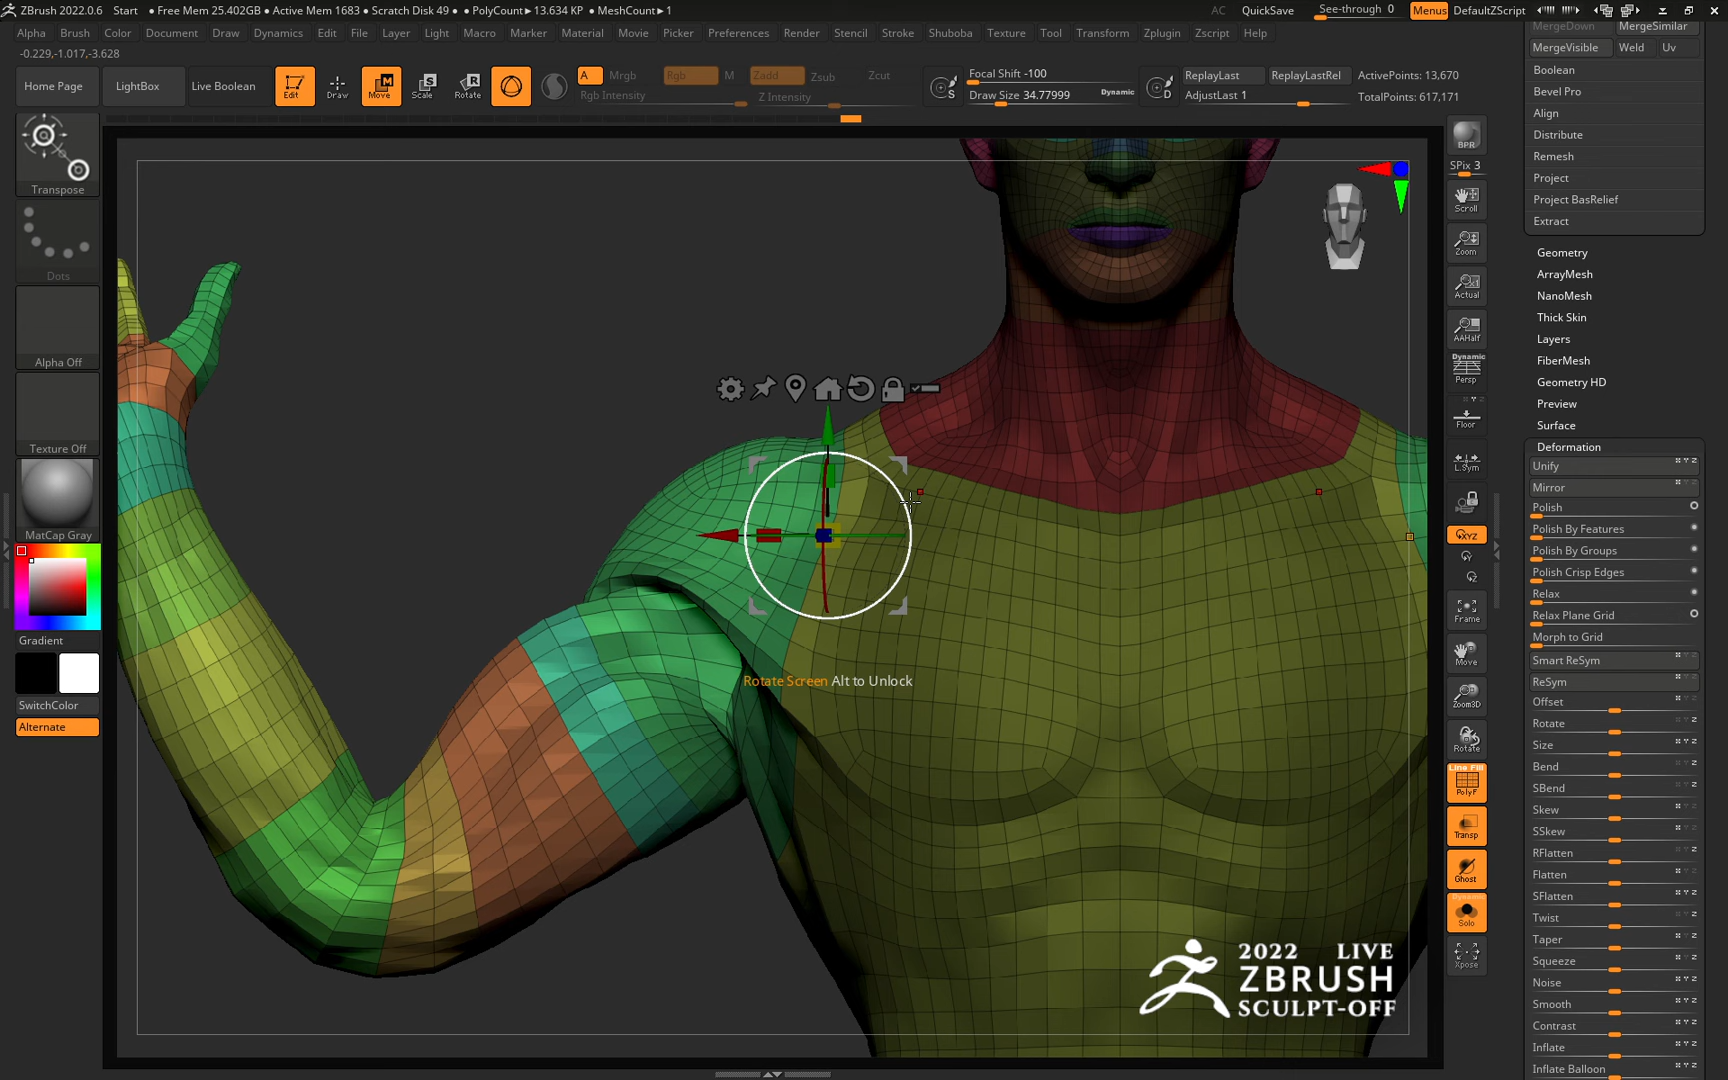 ZBrush 2022.0.6 Start • Free Mem 25.402GB • Active Mem 1683 • Scratch Disk 49 • • PolyCount► 13.634 KP • MeshCount► 1 AC QuickSave See-through 0 Menus DefaultZScript
Alpha Brush Color Document Draw Dynamics Edit File Layer Light Macro Marker Material Movie Picker Preferences Render Stencil Stroke Shuboba Texture Tool Transform Zplugin Zscript Help
-0.229,-1.017,-3.628
Home Page LightBox Live Boolean Edit Draw Move Scale Rotate
A Mrgb Rgb M Zadd Zsub Zcut
Rgb Intensity Z Intensity
S Focal Shift -100
Draw Size 34.77999 Dynamic
D ReplayLast ReplayLastRel ActivePoints: 13,670
AdjustLast 1 TotalPoints: 617,171
Transpose
Dots
Alpha Off
Texture Off
MatCap Gray
Gradient
SwitchColor
Alternate
Rotate Screen Alt to Unlock
2022 LIVE
ZBRUSH
SCULPT-OFF
BPR
SPix 3
Scroll
Zoom
Actual
AAHalf
Dynamic
Persp
Floor
L.Sym
XYZ
Y
Z
Frame
Move
Zoom3D
Rotate
Line Fill
PolyF
Transp
Ghost
Dynamic
Solo
Xpose
MergeDown MergeSimilar
MergeVisible Weld Uv
Boolean
Bevel Pro
Align
Distribute
Remesh
Project
Project BasRelief
Extract
Geometry
ArrayMesh
NanoMesh
Thick Skin
Layers
FiberMesh
Geometry HD
Preview
Surface
Deformation
Unify
Mirror
Polish
Polish By Features
Polish By Groups
Polish Crisp Edges
Relax
Relax Plane Grid
Morph to Grid
Smart ReSym
ReSym
Offset
Rotate
Size
Bend
SBend
Skew
SSkew
RFlatten
Flatten
SFlatten
Twist
Taper
Squeeze
Noise
Smooth
Contrast
Inflate
Inflate Balloon